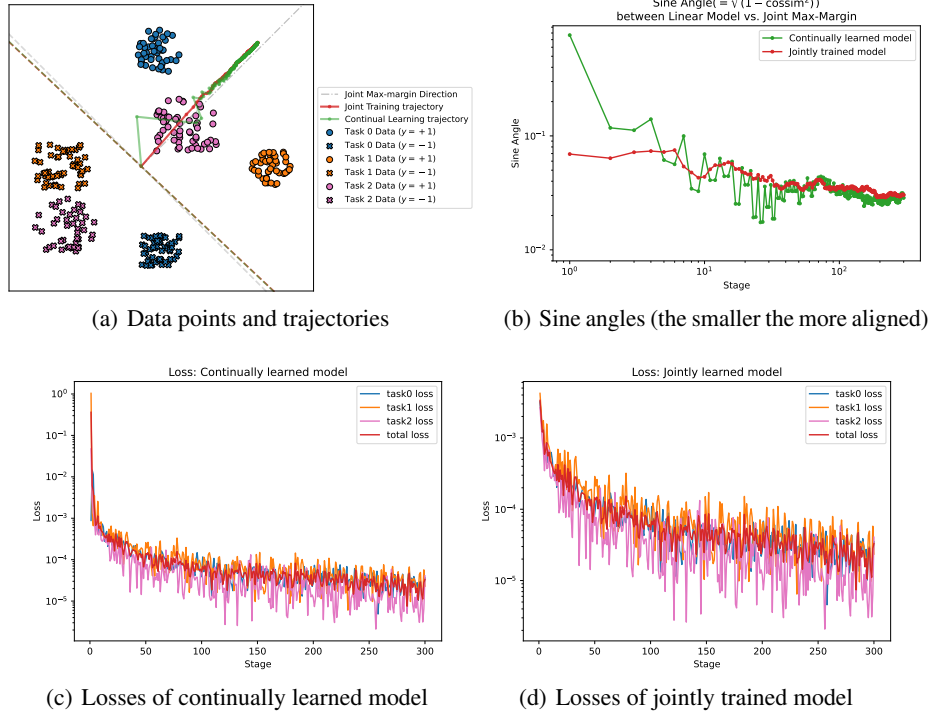 Joint Max-margin Direction
Joint Training trajectory
Continual Learning trajectory
Task 0 Data (y = +1)
Task 0 Data (y = −1)
Task 1 Data (y = +1)
Task 1 Data (y = −1)
Task 2 Data (y = +1)
Task 2 Data (y = −1)
(a) Data points and trajectories
Sine Angle(= √(1 − cossim²))
between Linear Model vs. Joint Max-Margin
Continually learned model
Jointly trained model
Sine Angle
10⁻¹
10⁻²
10⁰
10¹
10²
Stage
(b) Sine angles (the smaller the more aligned)
Loss: Continually learned model
task0 loss
task1 loss
task2 loss
total loss
Loss
10⁰
10⁻¹
10⁻²
10⁻³
10⁻⁴
10⁻⁵
0 50 100 150 200 250 300
Stage
(c) Losses of continually learned model
Loss: Jointly learned model
task0 loss
task1 loss
task2 loss
total loss
Loss
10⁻³
10⁻⁴
10⁻⁵
0 50 100 150 200 250 300
Stage
(d) Losses of jointly trained model